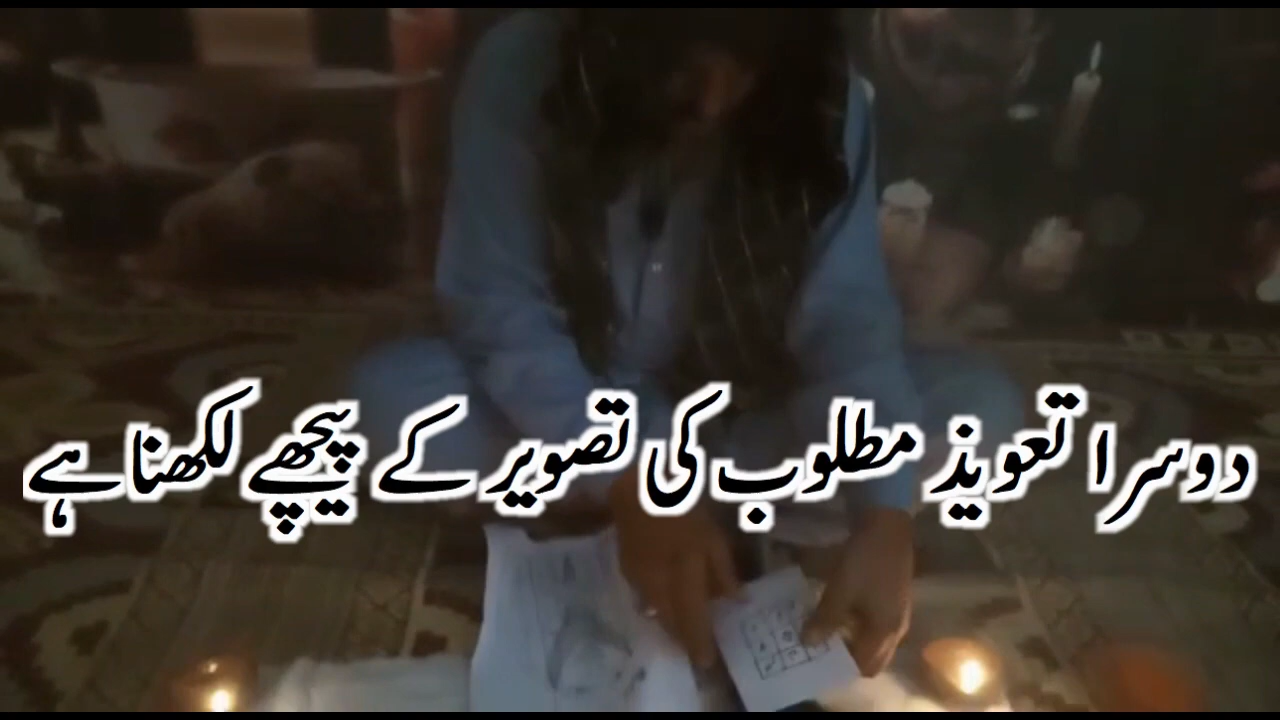 دوسرا تعویذ مطلوب کی تصویر کے پیچھے لکھنا ہے